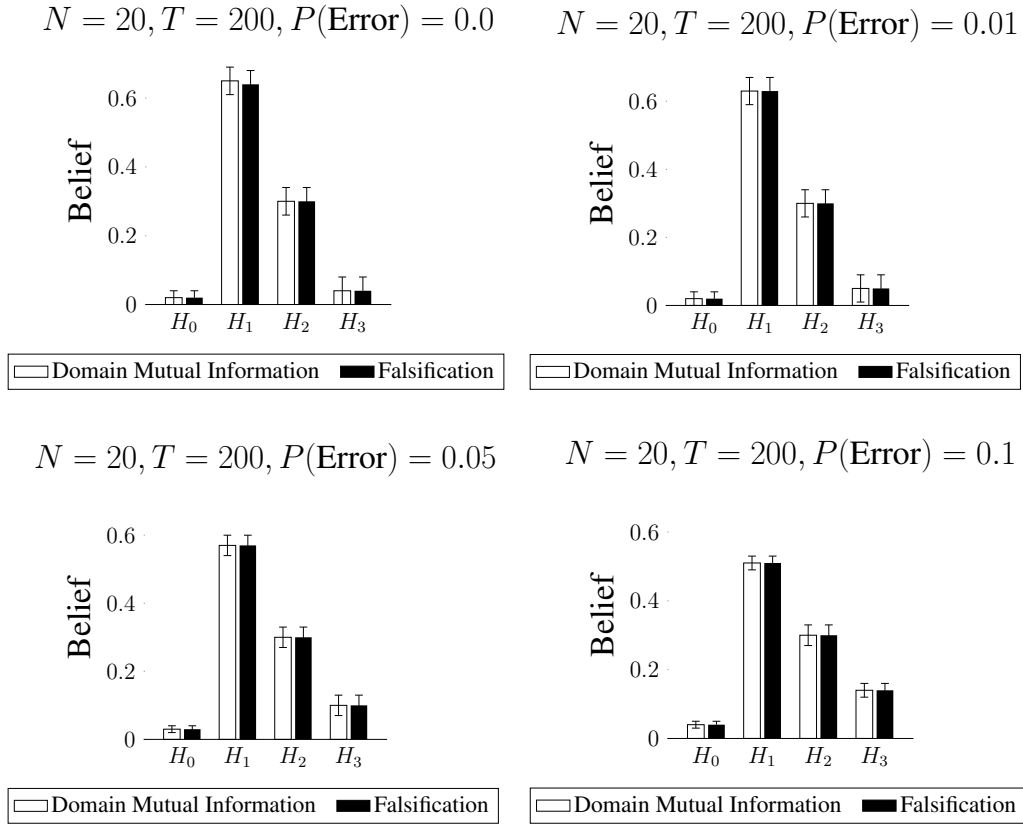 N = 20, T = 200, P(Error) = 0.0
0.6
0.4
0.2
0
Belief
H₀ H₁ H₂ H₃
Domain Mutual Information Falsification
N = 20, T = 200, P(Error) = 0.01
0.6
0.4
0.2
0
Belief
H₀ H₁ H₂ H₃
Domain Mutual Information Falsification
N = 20, T = 200, P(Error) = 0.05
0.6
0.4
0.2
0
Belief
H₀ H₁ H₂ H₃
Domain Mutual Information Falsification
N = 20, T = 200, P(Error) = 0.1
0.6
0.4
0.2
0
Belief
H₀ H₁ H₂ H₃
Domain Mutual Information Falsification